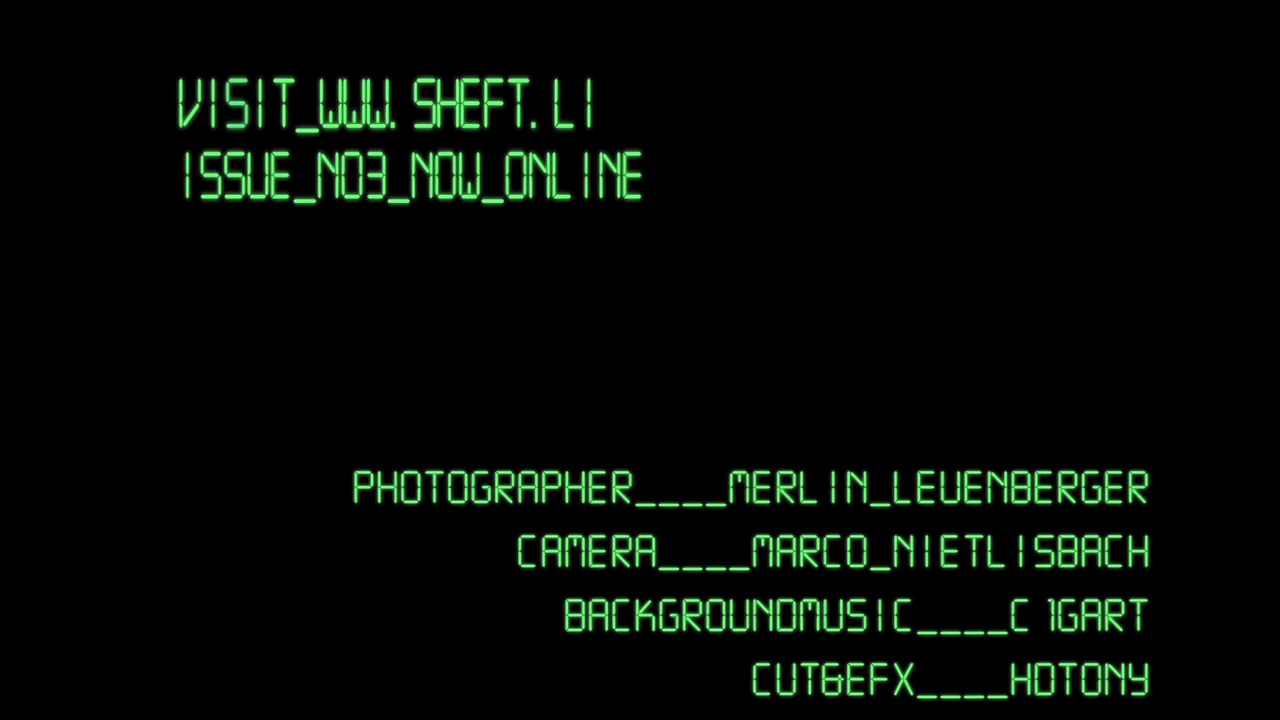 VISIT_WWW.SHEFT.LI
ISSUE_NO3_NOW_ONLINE
PHOTOGRAPHER____MERLIN_LEUENBERGER
CAMERA____MARCO_NIETLISBACH
BACKGROUNDMUSIC____C 1GART
CUT&EFX____HDTONY